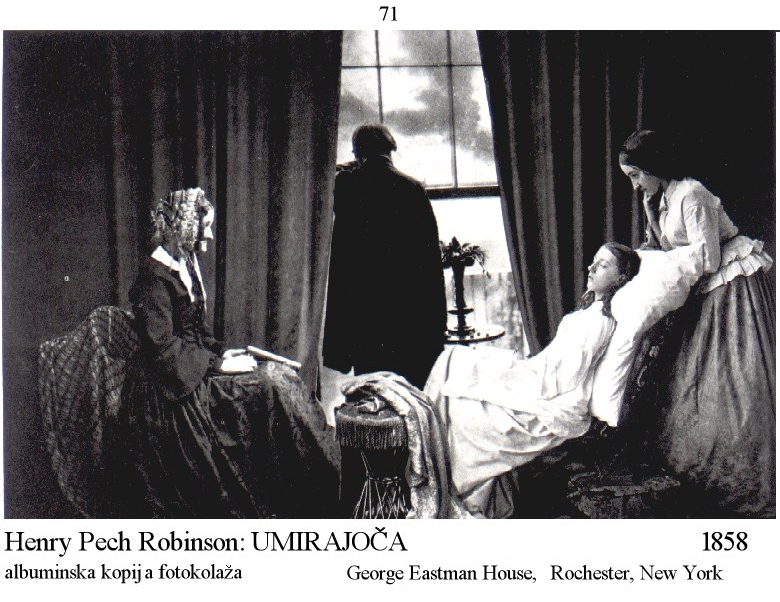 71
Henry Pech Robinson: UMIRAJOČA 1858
albuminska kopija fotokolaža George Eastman House, Rochester, New York